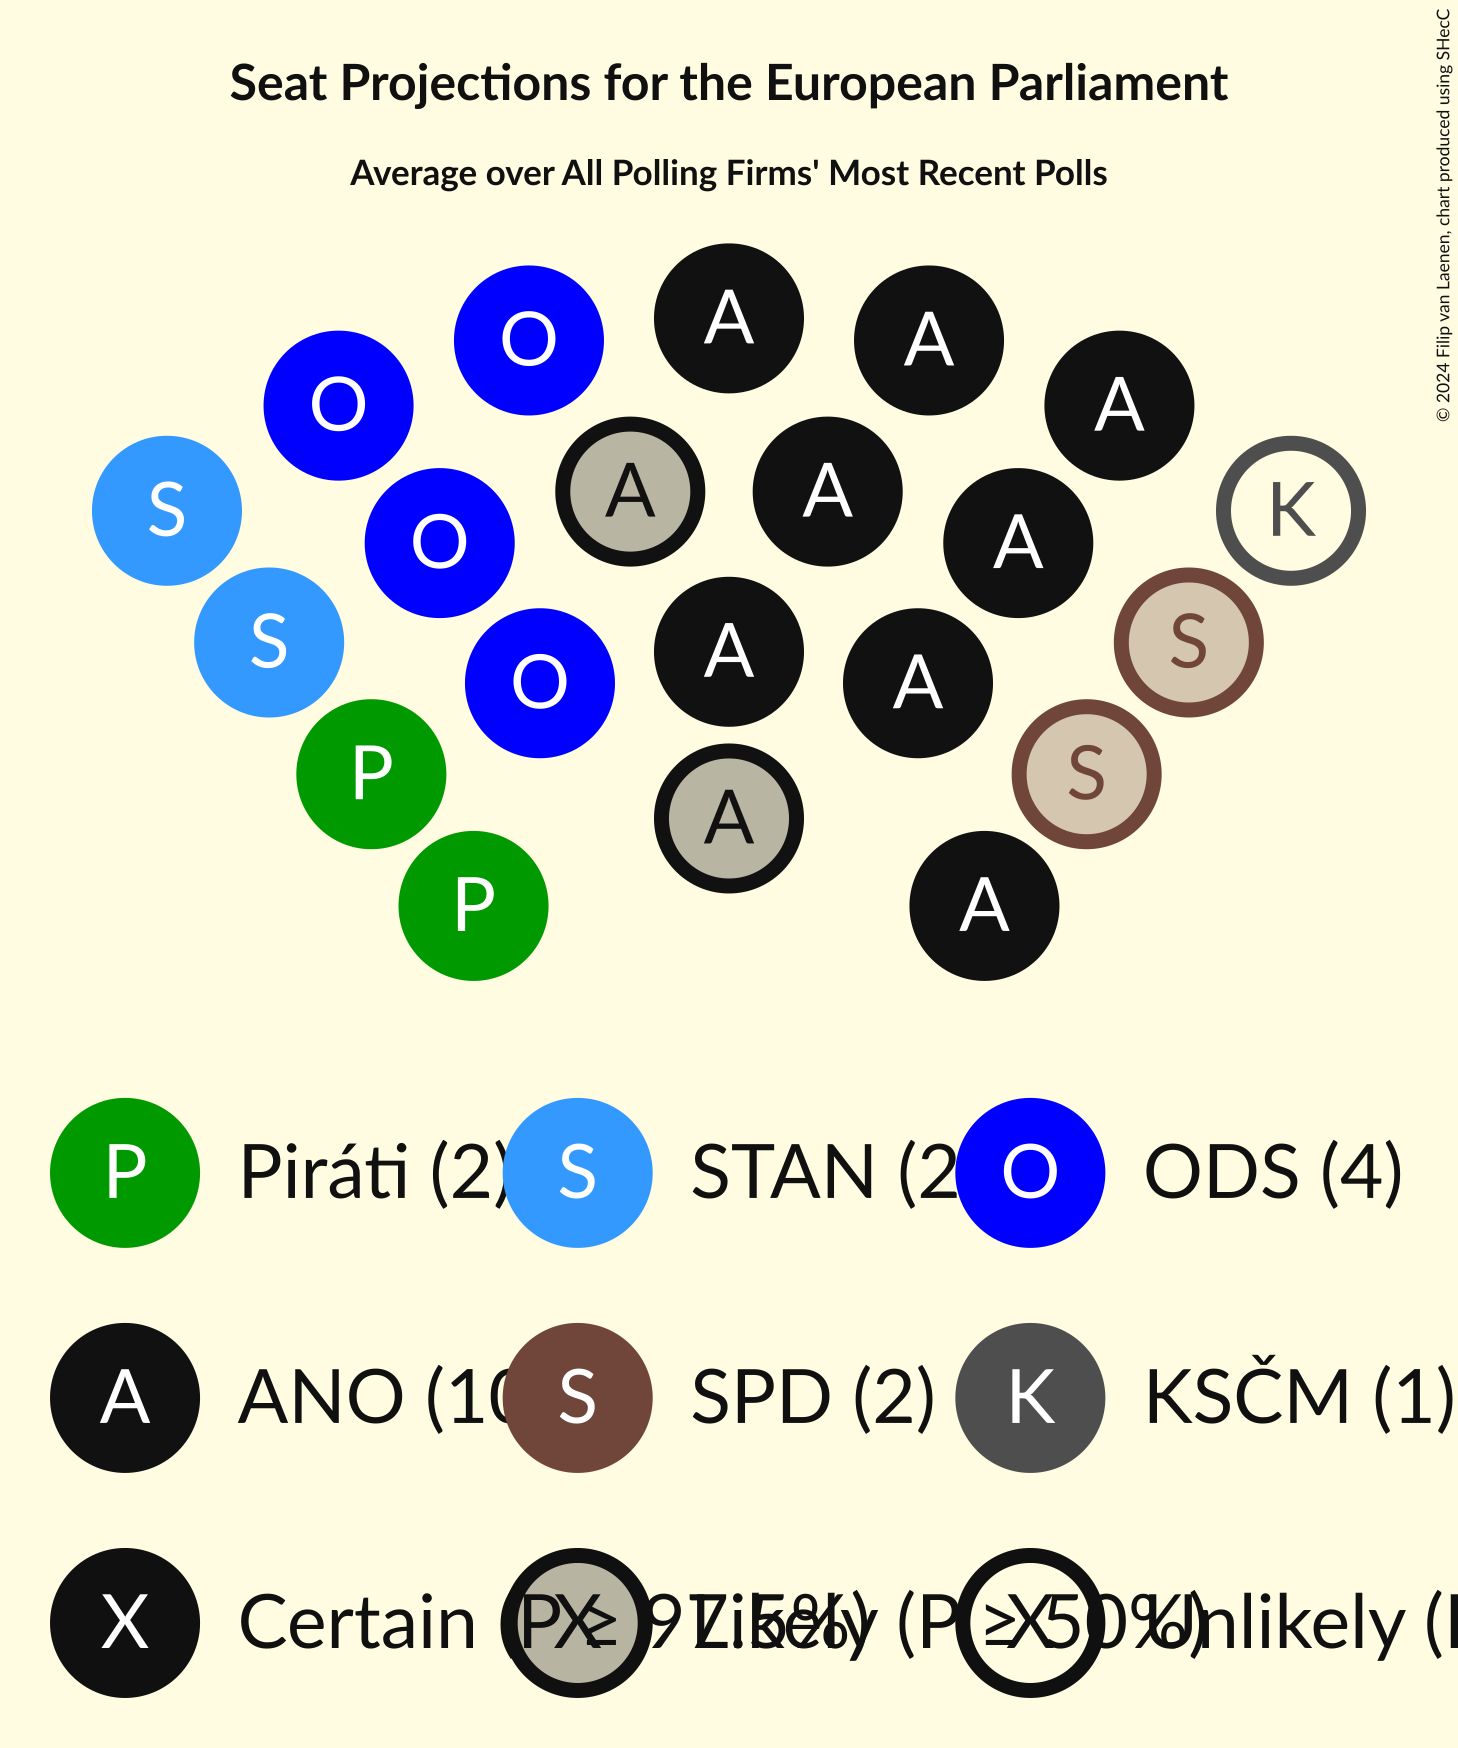 Seat Projections for the European Parliament
Average over All Polling Firms' Most Recent Polls
© 2024 Filip van Laenen, chart produced using SHecC
A
O A
O A
S A A K
O A
S A S
O A
P A S
P A
P Piráti (2) S STAN (2 O ODS (4)
A ANO (10 S SPD (2) K KSČM (1)
X Certain (P ≥ 97.5%) X Likely (P ≥ 50%) X Unlikely (